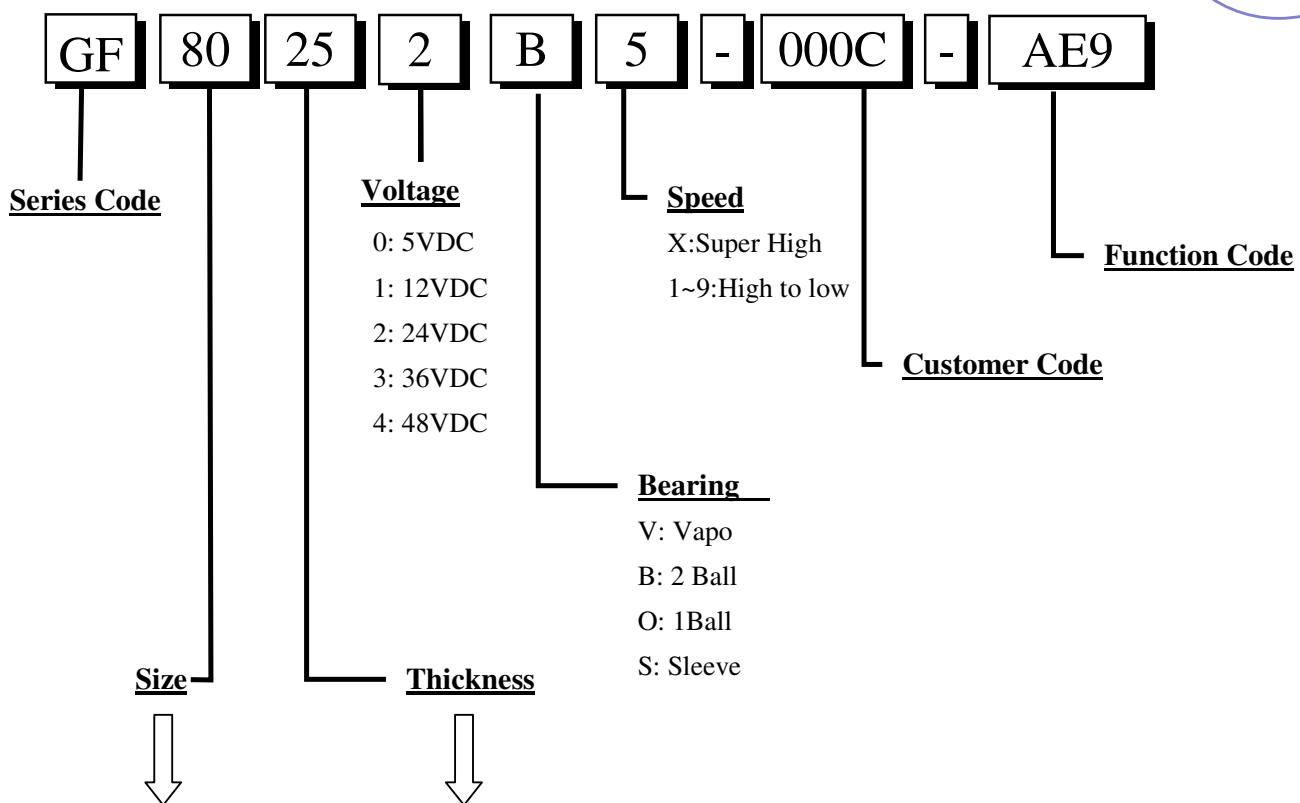 GF 80 25 2 B 5 - 000C - AE9
Series Code
Voltage
0: 5VDC
1: 12VDC
2: 24VDC
3: 36VDC
4: 48VDC
Speed
X:Super High
1~9:High to low
Function Code
Customer Code
Bearing
V: Vapo
B: 2 Ball
O: 1Ball
S: Sleeve
Size
Thickness